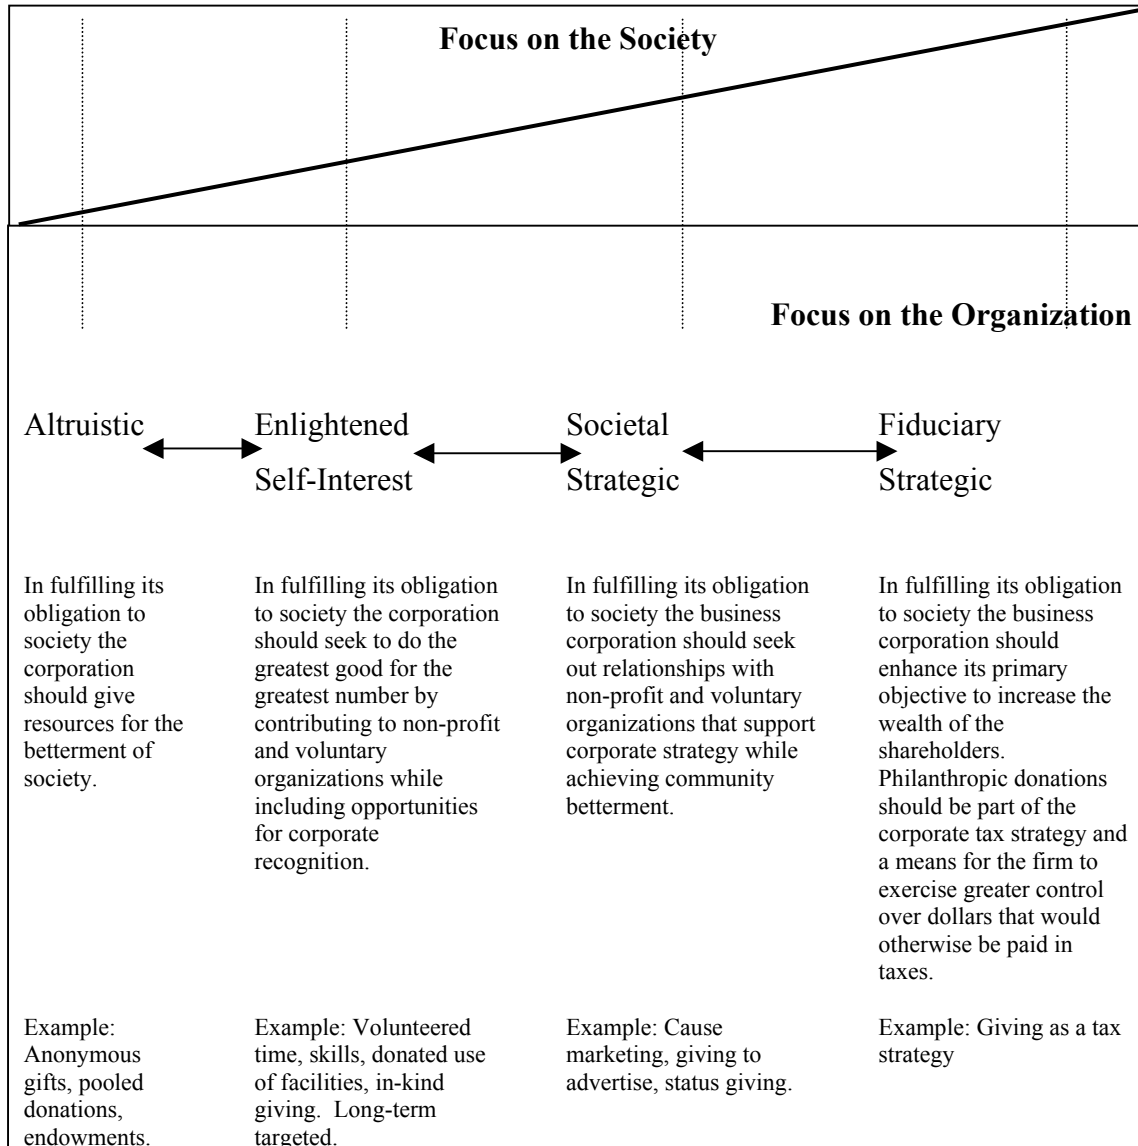 Focus on the Society
Focus on the Organization
Altruistic
Enlightened
Self-Interest
Societal
Strategic
Fiduciary
Strategic
In fulfilling its
obligation to
society the
corporation
should give
resources for the
betterment of
society.
In fulfilling its obligation
to society the corporation
should seek to do the
greatest good for the
greatest number by
contributing to non-profit
and voluntary
organizations while
including opportunities
for corporate
recognition.
In fulfilling its obligation
to society the business
corporation should seek
out relationships with
non-profit and voluntary
organizations that support
corporate strategy while
achieving community
betterment.
In fulfilling its obligation
to society the business
corporation should
enhance its primary
objective to increase the
wealth of the
shareholders.
Philanthropic donations
should be part of the
corporate tax strategy and
a means for the firm to
exercise greater control
over dollars that would
otherwise be paid in
taxes.
Example:
Anonymous
gifts, pooled
donations,
endowments.
Example: Volunteered
time, skills, donated use
of facilities, in-kind
giving.  Long-term
targeted.
Example: Cause
marketing, giving to
advertise, status giving.
Example: Giving as a tax
strategy